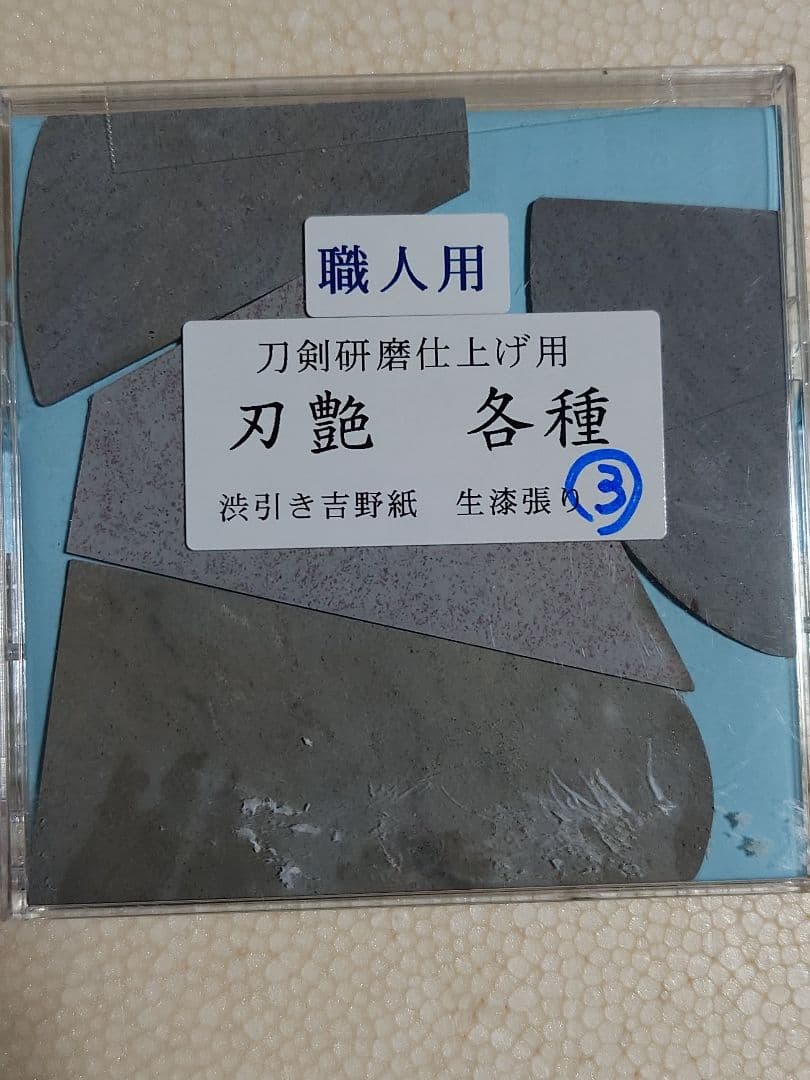 職人用
刀剣研磨仕上げ用
刃艶　各種
渋引き吉野紙　生漆張り③